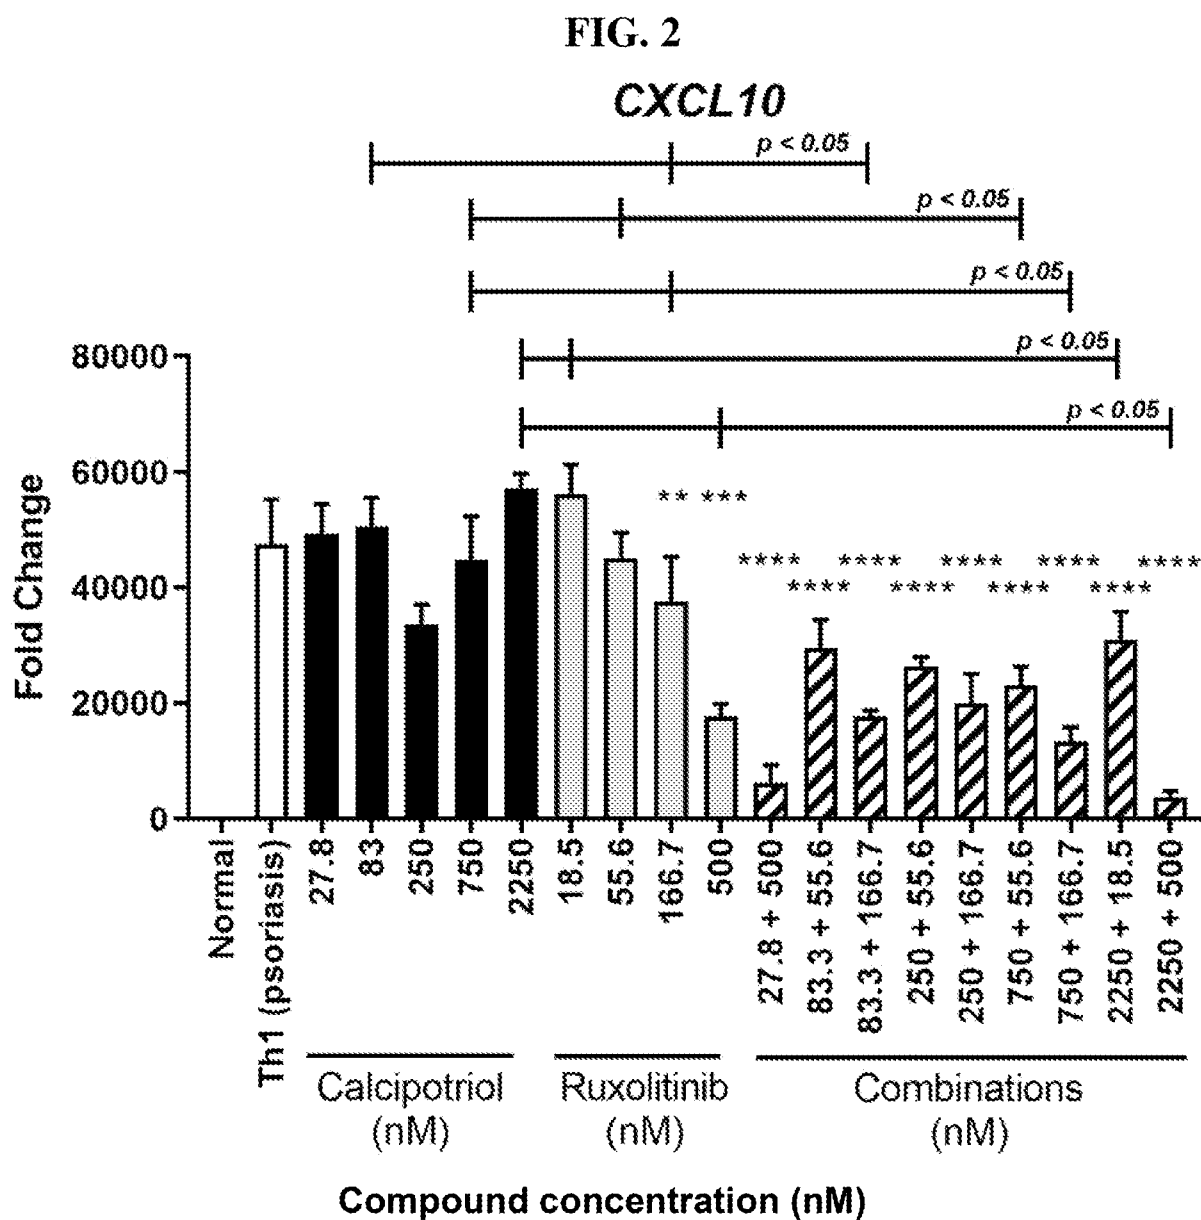 FIG. 2
CXCL10
p < 0.05
p < 0.05
p < 0.05
p < 0.05
p < 0.05
80000
60000
40000
20000
0
Fold Change
** ***
**** **** **** **** ****
**** **** **** ****
Normal
Th1 (psoriasis)
27.8
83
250
750
2250
18.5
55.6
166.7
500
27.8 + 500
83.3 + 55.6
83.3 + 166.7
250 + 55.6
250 + 166.7
750 + 55.6
750 + 166.7
2250 + 18.5
2250 + 500
Calcipotriol
(nM)
Ruxolitinib
(nM)
Combinations
(nM)
Compound concentration (nM)